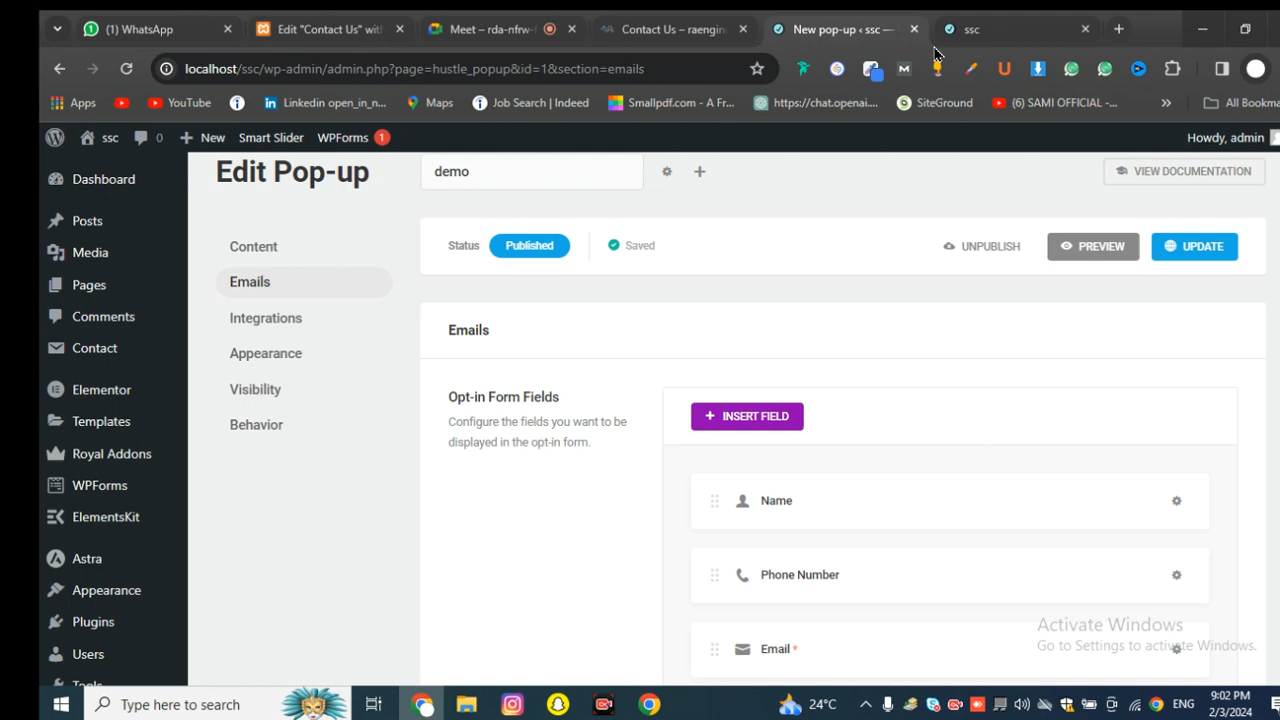 (1) WhatsApp
Edit "Contact Us" wit
Meet – rda-nfrw-
Contact Us – raengin
New pop-up ‹ ssc —
ssc
localhost/ssc/wp-admin/admin.php?page=hustle_popup&id=1&section=emails
Apps
YouTube
Linkedin open_in_n...
Maps
Job Search | Indeed
Smallpdf.com - A Fr...
https://chat.openai....
SiteGround
(6) SAMI OFFICIAL -...
»
All Bookma
ssc
0
New
Smart Slider
WPForms 1
Howdy, admin
Dashboard
Posts
Media
Pages
Comments
Contact
Elementor
Templates
Royal Addons
WPForms
ElementsKit
Astra
Appearance
Plugins
Users
Tools
Edit Pop-up
demo
VIEW DOCUMENTATION
Content
Emails
Integrations
Appearance
Visibility
Behavior
Status Published Saved
UNPUBLISH
PREVIEW
UPDATE
Emails
Opt-in Form Fields
Configure the fields you want to be
displayed in the opt-in form.
+ INSERT FIELD
Name
Phone Number
Email *
Activate Windows
Go to Settings to activate Windows.
Type here to search
24°C
ENG
9:02 PM
2/3/2024